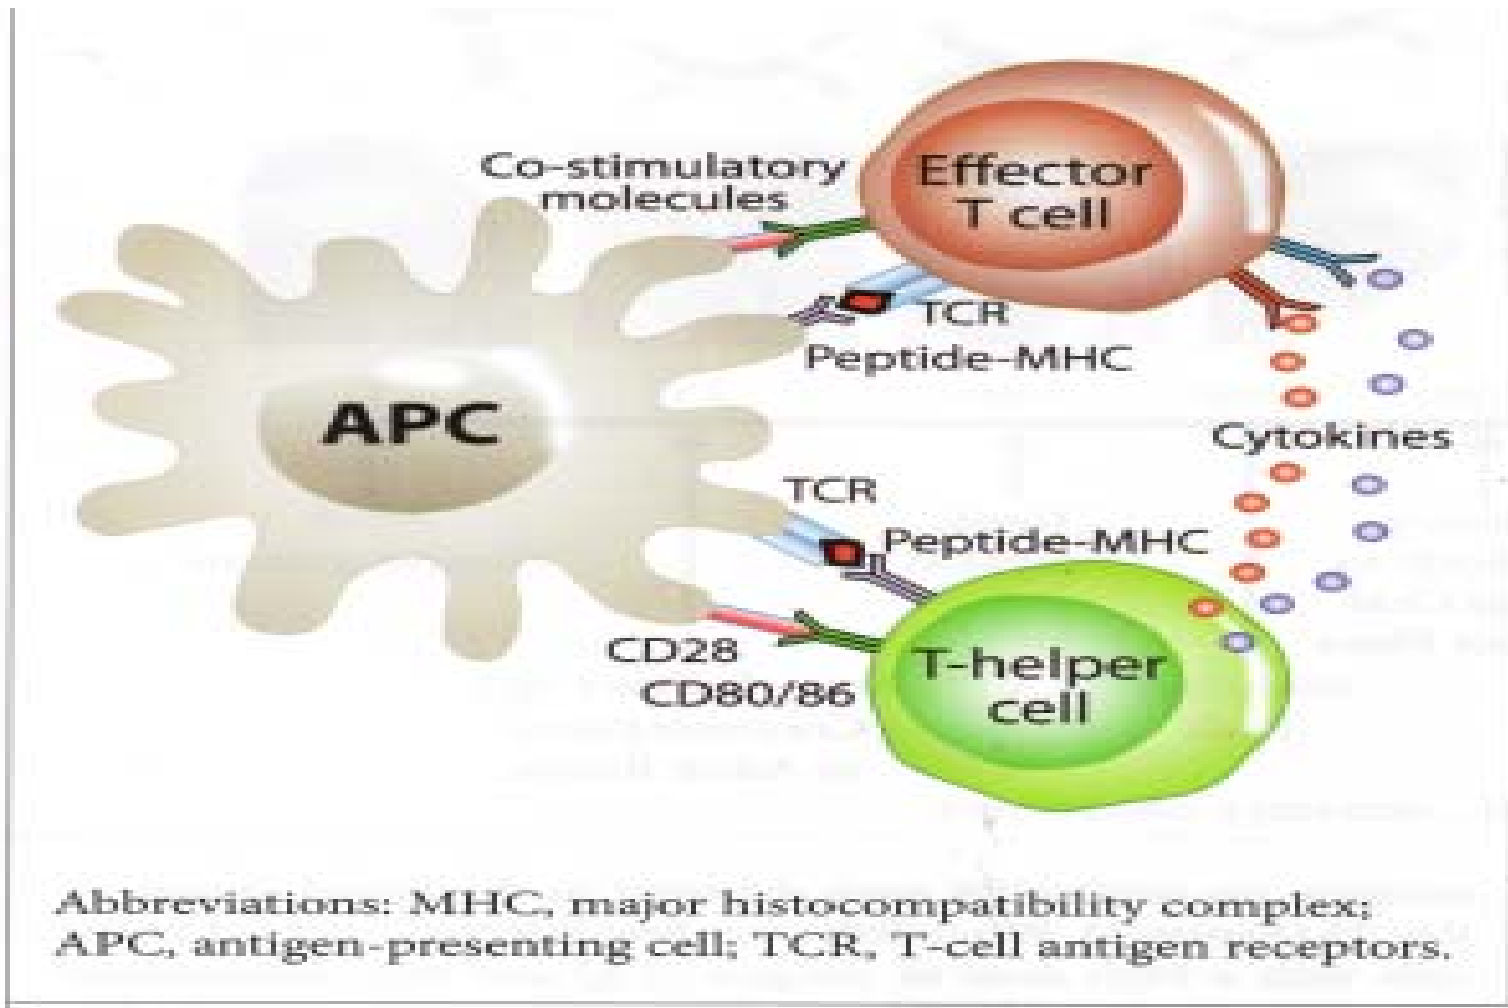 Co-stimulatory
molecules
Effector
T cell
TCR
Peptide-MHC
APC
Cytokines
TCR
Peptide-MHC
CD28
CD80/86
T-helper
cell
Abbreviations: MHC, major histocompatibility complex;
APC, antigen-presenting cell; TCR, T-cell antigen receptors.